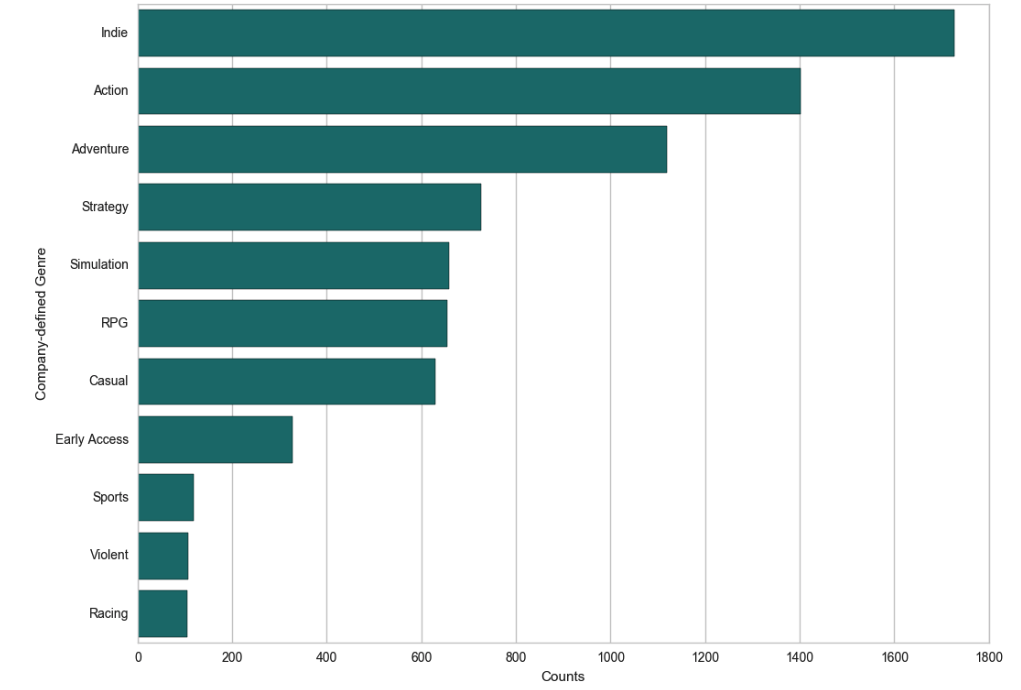 Indie
Action
Adventure
Strategy
Simulation
RPG
Casual
Early Access
Sports
Violent
Racing
Company-defined Genre
0 200 400 600 800 1000 1200 1400 1600 1800
Counts